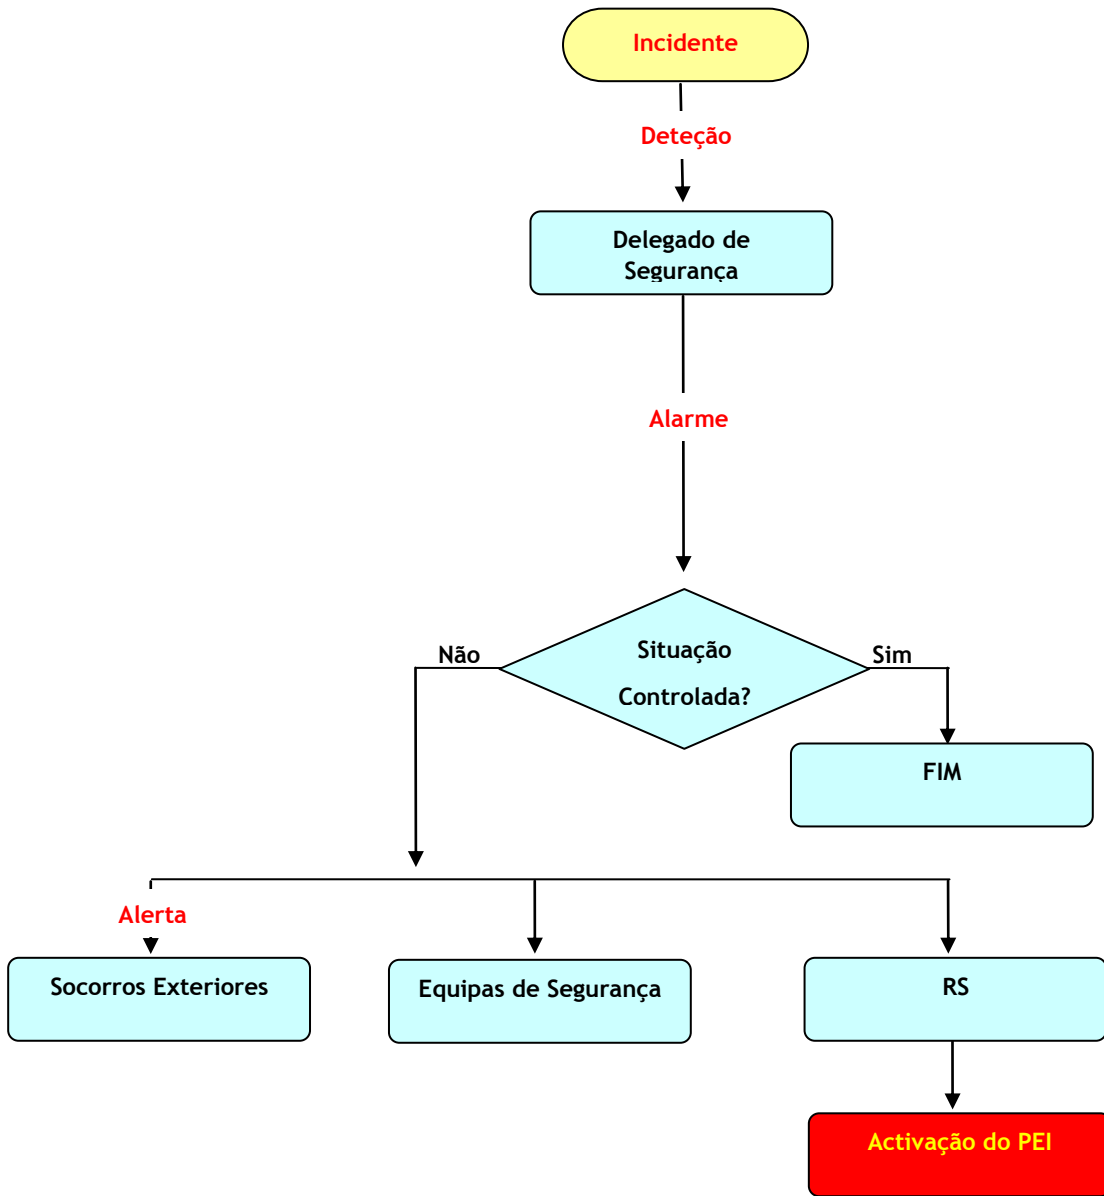 Incidente
Deteção
Delegado de
Segurança
Alarme
Situação
Controlada?
Não
Sim
FIM
Alerta
Socorros Exteriores
Equipas de Segurança
RS
Activação do PEI